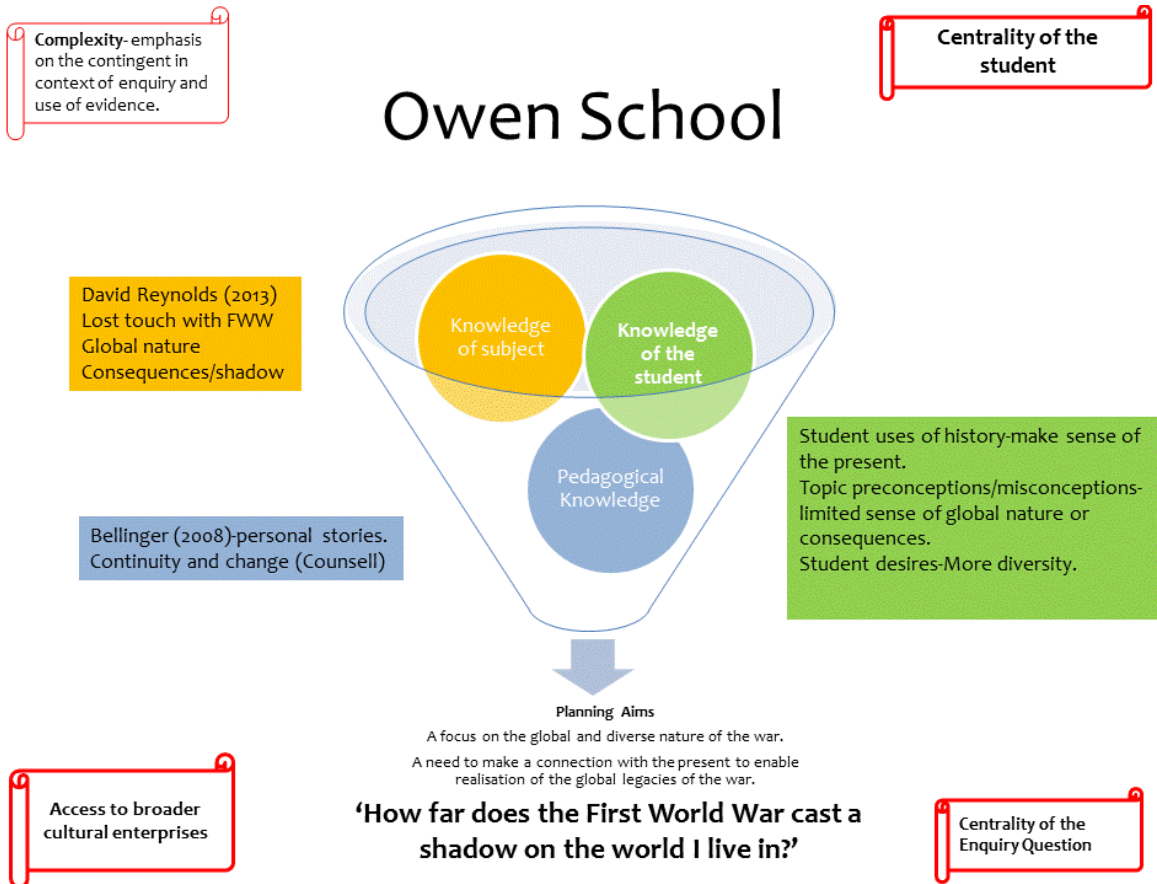 Complexity- emphasis
on the contingent in
context of enquiry and
use of evidence.
Centrality of the
student
Owen School
David Reynolds (2013)
Lost touch with FWW
Global nature
Consequences/shadow
Knowledge
of subject
Knowledge
of the
student
Pedagogical
Knowledge
Bellinger (2008)-personal stories.
Continuity and change (Counsell)
Student uses of history-make sense of
the present.
Topic preconceptions/misconceptions-
limited sense of global nature or
consequences.
Student desires-More diversity.
Planning Aims
A focus on the global and diverse nature of the war.
A need to make a connection with the present to enable
realisation of the global legacies of the war.
‘How far does the First World War cast a
shadow on the world I live in?’
Access to broader
cultural enterprises
Centrality of the
Enquiry Question